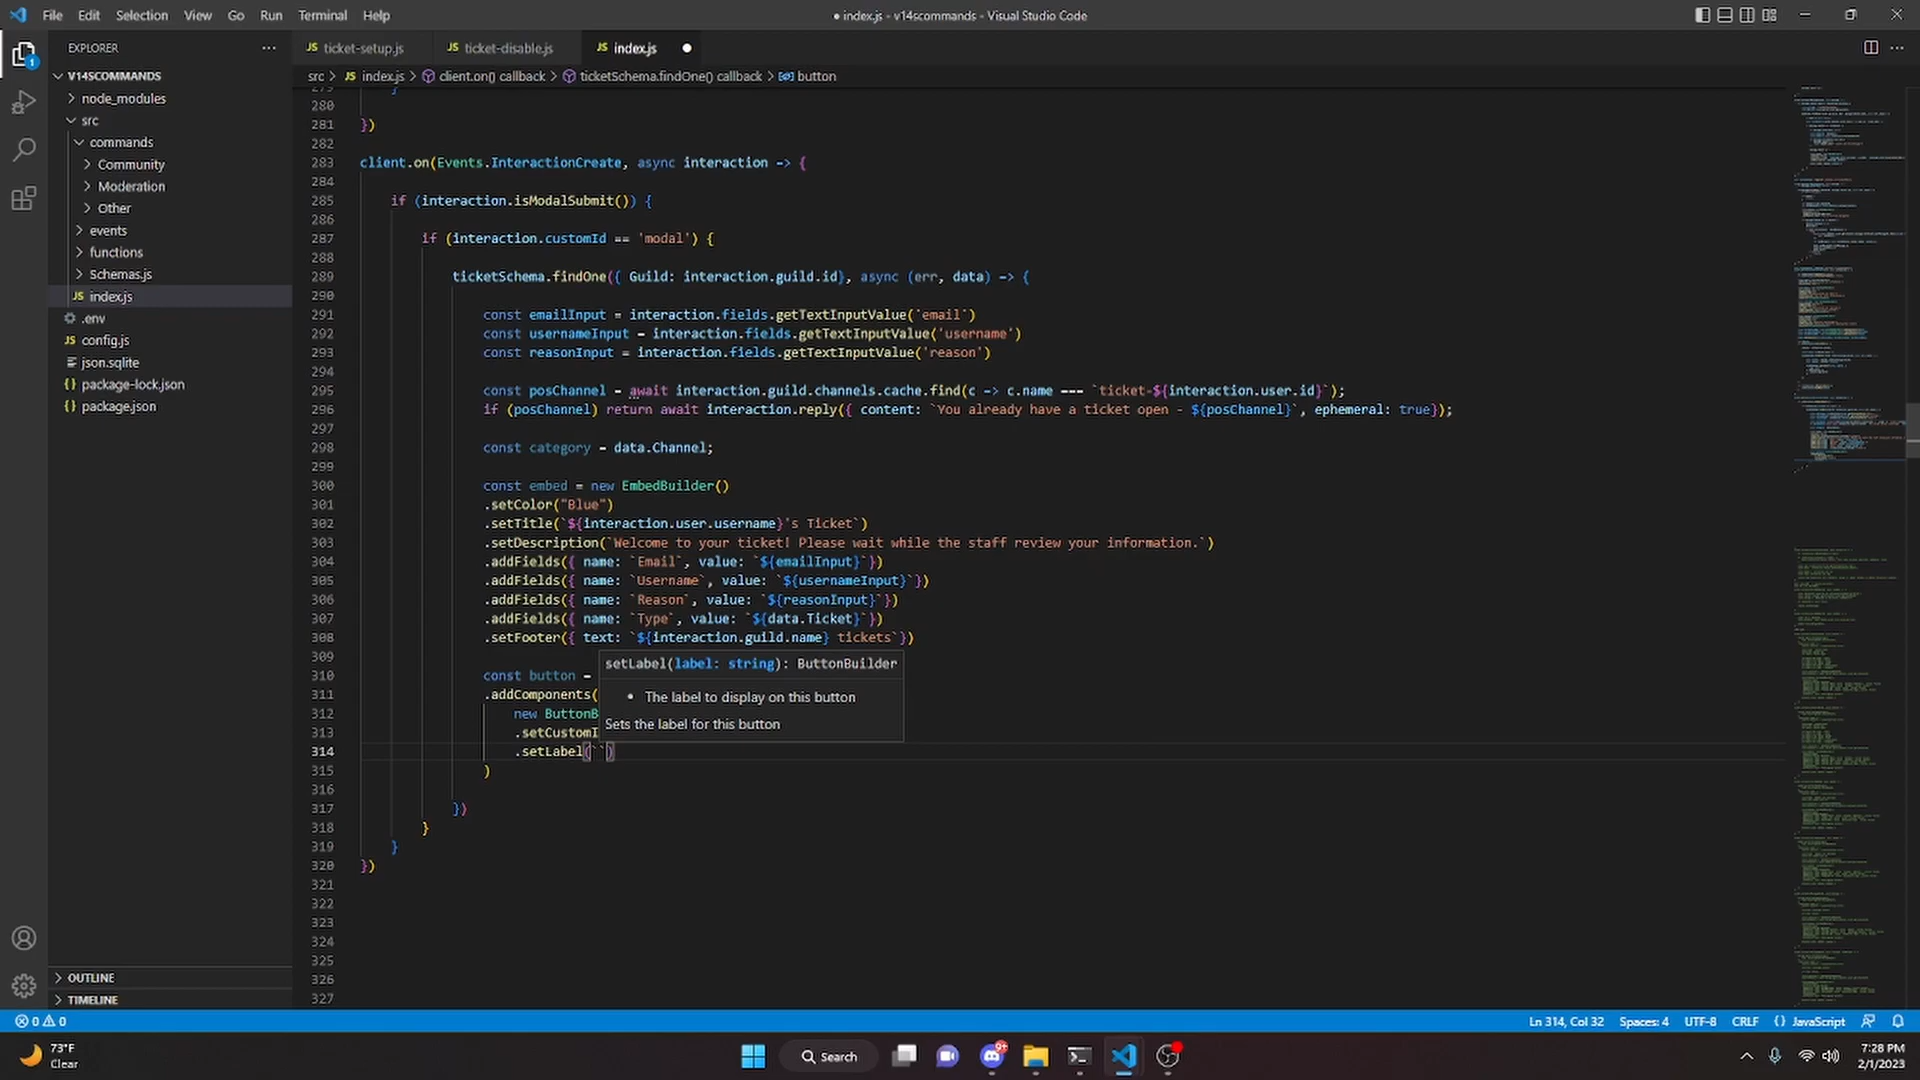 File Edit Selection View Go Run Terminal Help
● index.js - v14scommands - Visual Studio Code
EXPLORER
V14SCOMMANDS
node_modules
src
commands
Community
Moderation
Other
events
functions
Schemas.js
JS index.js
.env
JS config.js
json.sqlite
{} package-lock.json
{} package.json
OUTLINE
TIMELINE
JS ticket-setup.js JS ticket-disable.js JS index.js
src > JS index.js > client.on() callback > ticketSchema.findOne() callback > button
279 }
280
281 })
282
283 client.on(Events.InteractionCreate, async interaction => {
284
285 if (interaction.isModalSubmit()) {
286
287 if (interaction.customId == 'modal') {
288
289 ticketSchema.findOne({ Guild: interaction.guild.id}, async (err, data) => {
290
291 const emailInput = interaction.fields.getTextInputValue('email')
292 const usernameInput = interaction.fields.getTextInputValue('username')
293 const reasonInput = interaction.fields.getTextInputValue('reason')
294
295 const posChannel = await interaction.guild.channels.cache.find(c => c.name === `ticket-${interaction.user.id}`);
296 if (posChannel) return await interaction.reply({ content: `You already have a ticket open - ${posChannel}`, ephemeral: true});
297
298 const category = data.Channel;
299
300 const embed = new EmbedBuilder()
301 .setColor("Blue")
302 .setTitle(`${interaction.user.username}'s Ticket`)
303 .setDescription(`Welcome to your ticket! Please wait while the staff review your information.`)
304 .addFields({ name: `Email`, value: `${emailInput}`})
305 .addFields({ name: `Username`, value: `${usernameInput}`})
306 .addFields({ name: `Reason`, value: `${reasonInput}`})
307 .addFields({ name: `Type`, value: `${data.Ticket}`})
308 .setFooter({ text: `${interaction.guild.name} tickets`})
309
310 const button =
311 .addComponents(
312 new ButtonB
313 .setCustomI
314 .setLabel(``)
315 )
316
317 })
318 }
319 }
320 })
321
322
323
324
325
326
327
setLabel(label: string): ButtonBuilder
• The label to display on this button
Sets the label for this button
0 0
Ln 314, Col 32 Spaces: 4 UTF-8 CRLF {} JavaScript
73°F
Clear
Search
9+
7:28 PM
2/1/2023
1